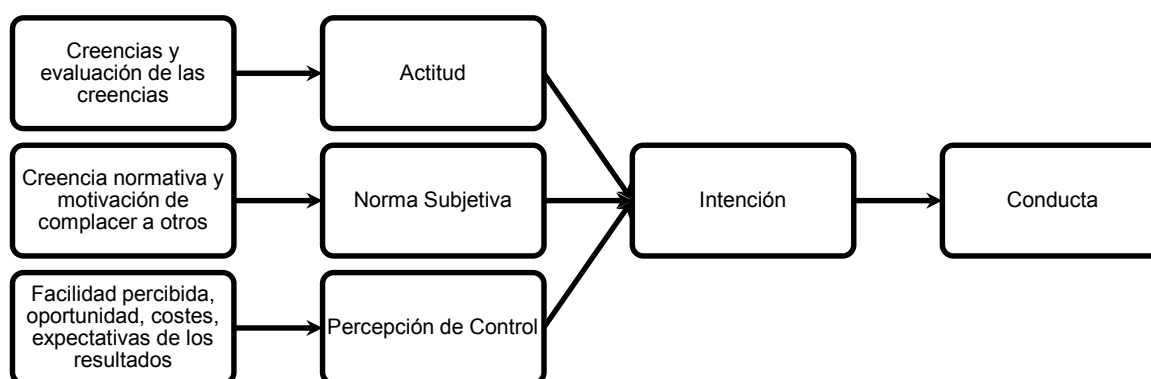 Creencias y
evaluación de las
creencias
Actitud
Creencia normativa y
motivación de
complacer a otros
Norma Subjetiva
Intención
Conducta
Facilidad percibida,
oportunidad, costes,
expectativas de los
resultados
Percepción de Control